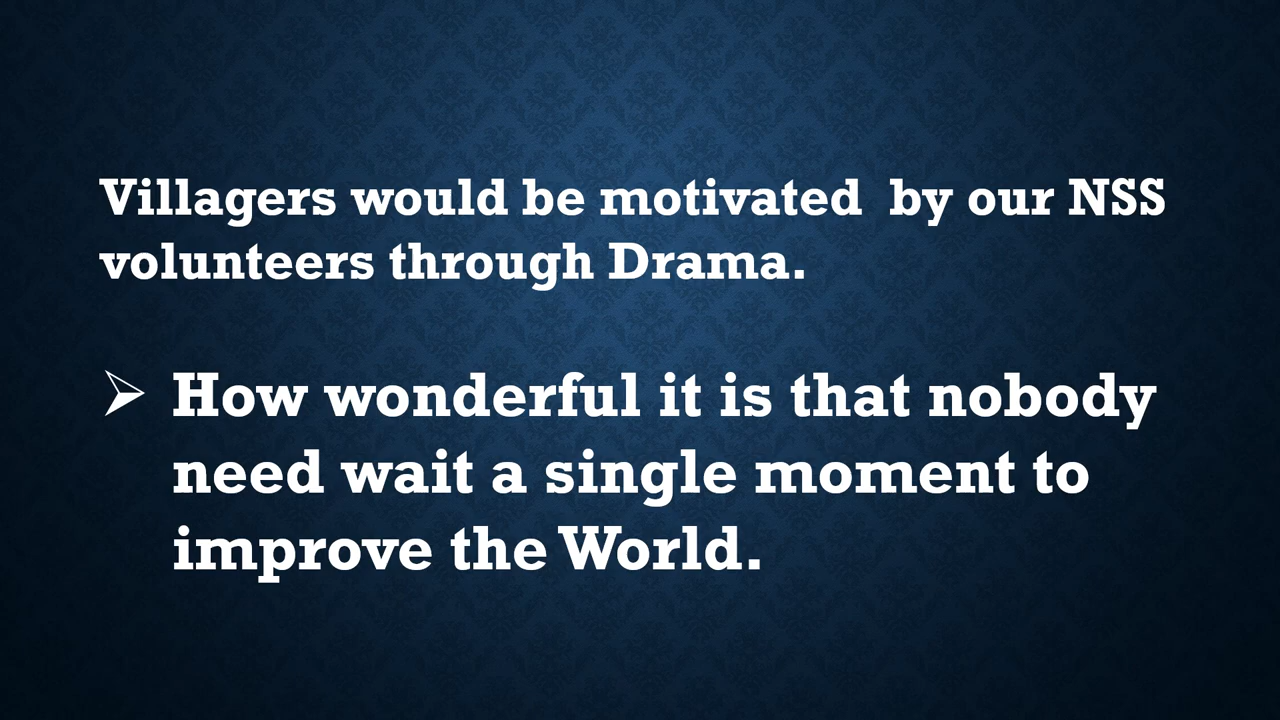 Villagers would be motivated  by our NSS
volunteers through Drama.
➢ How wonderful it is that nobody
need wait a single moment to
improve the World.